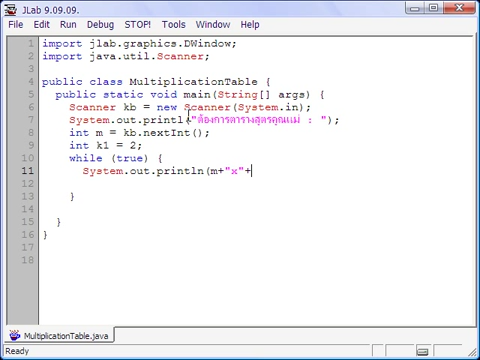 JLab 9.09.09.
File Edit Run Debug STOP! Tools Window Help
1 import jlab.graphics.DWindow;
2 import java.util.Scanner;
3
4 public class MultiplicationTable {
5 public static void main(String[] args) {
6 Scanner kb = new Scanner(System.in);
7 System.out.println("ต้องการตารางสูตรคูณแม่ : ");
8 int m = kb.nextInt();
9 int k1 = 2;
10 while (true) {
11 System.out.println(m+"x"+
12
13 }
14
15 }
16 }
17
18
MultiplicationTable.java
Ready